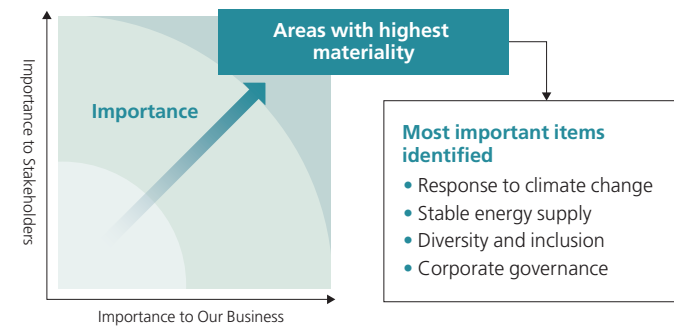 Areas with highest
materiality
Importance to Stakeholders
Importance
Most important items
identified
• Response to climate change
• Stable energy supply
• Diversity and inclusion
• Corporate governance
Importance to Our Business